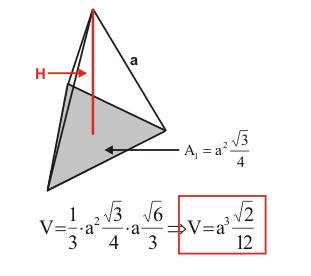 a
H
A₁ = a² √3/4
V=1/3·a² √3/4·a √6/3⇒V=a³ √2/12